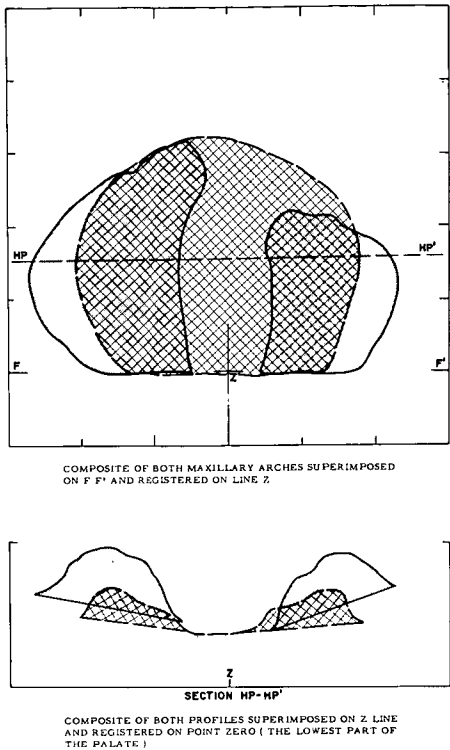 HP HP'
F Z F'
COMPOSITE OF BOTH MAXILLARY ARCHES SUPERIMPOSED
ON F F' AND REGISTERED ON LINE Z
Z
SECTION HP-HP'
COMPOSITE OF BOTH PROFILES SUPERIMPOSED ON Z LINE
AND REGISTERED ON POINT ZERO ( THE LOWEST PART OF
THE PALATE )